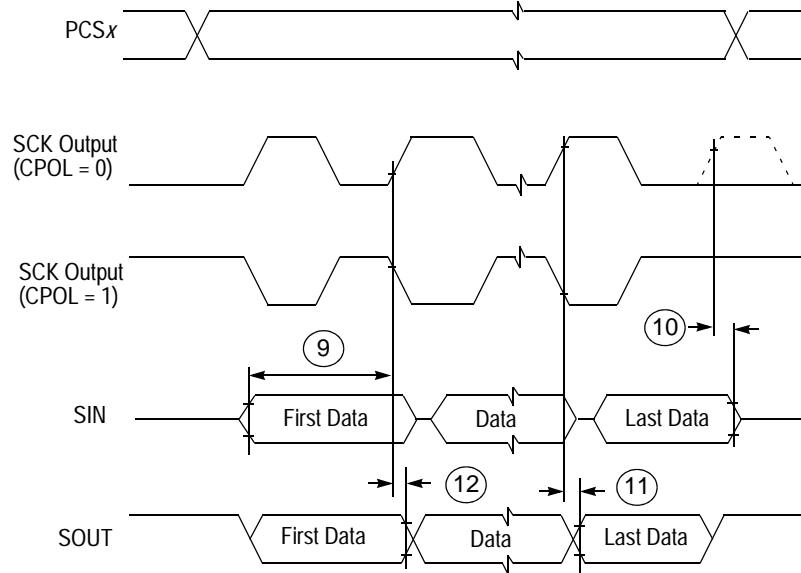 PCSx
SCK Output
(CPOL = 0)
SCK Output
(CPOL = 1)
10
9
SIN
First Data
Data
Last Data
12
11
SOUT
First Data
Data
Last Data